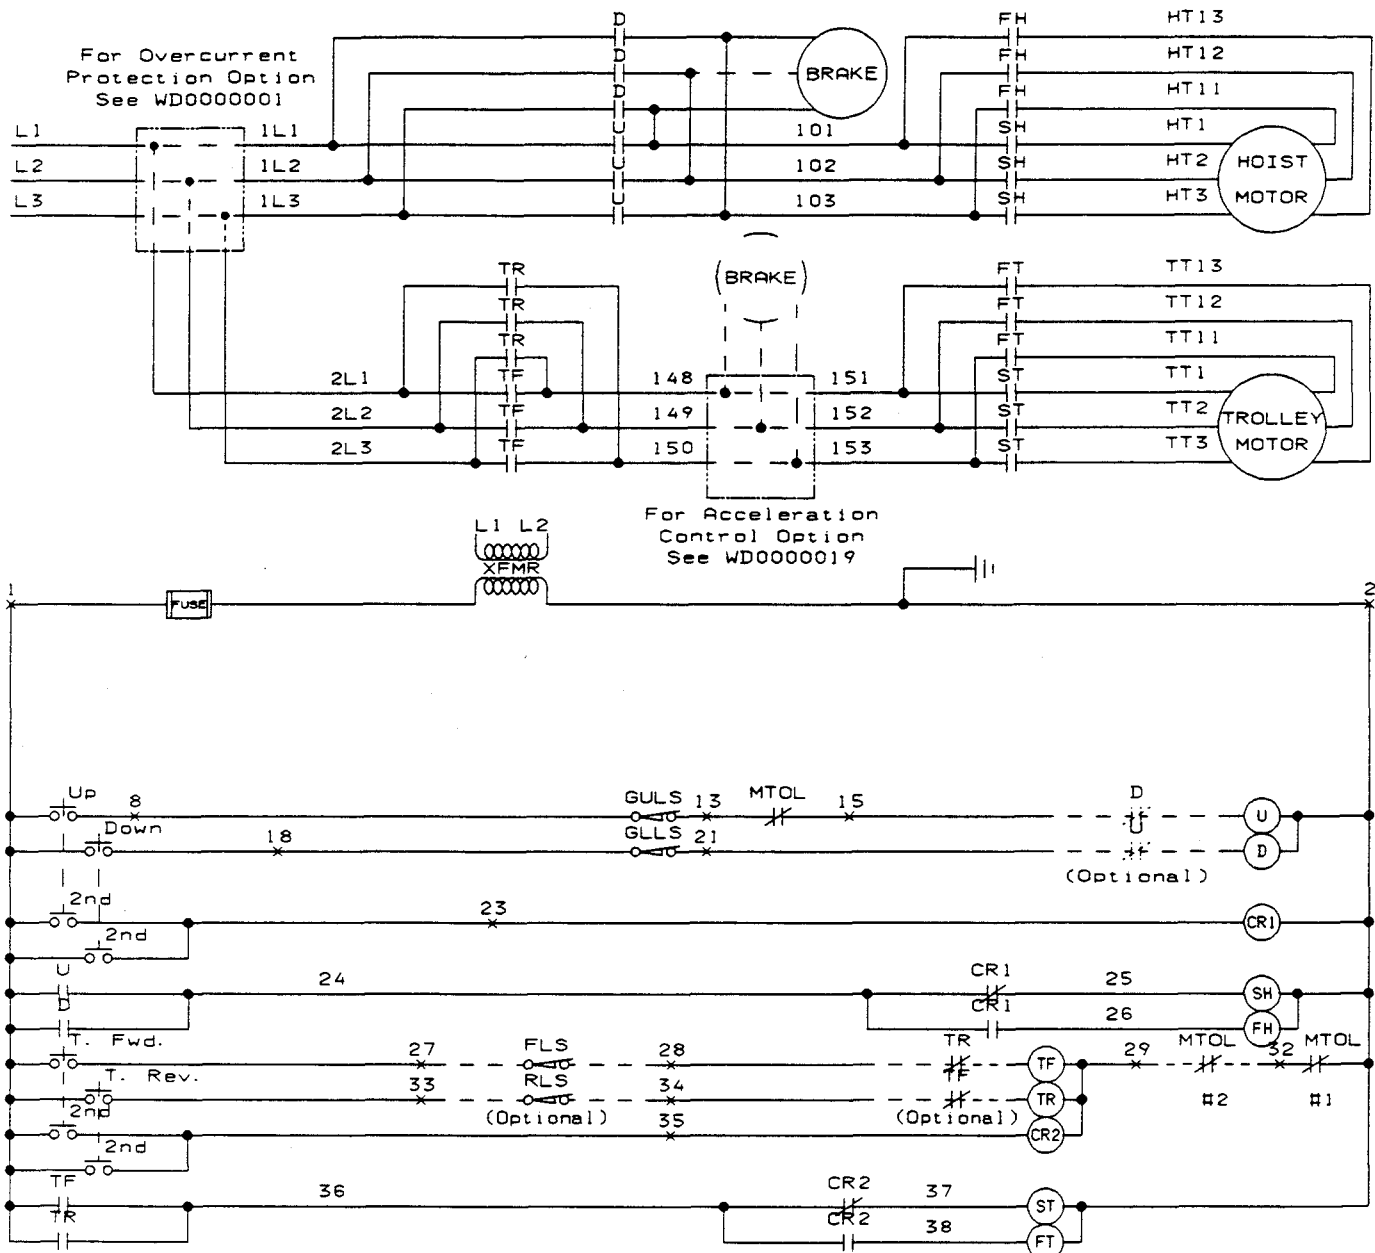 D FH HT13
For Overcurrent
Protection Option
See WD0000001
D BRAKE FH HT12
D FH HT11
L1 1L1 U 101 SH HT1
L2 1L2 U 102 SH HT2 HOIST
MOTOR
L3 1L3 U 103 SH HT3
TR (BRAKE) FT TT13
TR FT TT12
TR FT TT11
2L1 TF 148 151 ST TT1
2L2 TF 149 152 ST TT2 TROLLEY
MOTOR
2L3 TF 150 153 ST TT3
For Acceleration
Control Option
See WD0000019
L1 L2
XFMR
1 FUSE 2
Up 8 GULS 13 MTOL 15 D U
Down 18 GLLS 21 U D
(Optional)
2nd 23 CR1
2nd
U 24 CR1 25 SH
D CR1 26 FH
T. Fwd. 27 FLS 28 TR TF 29 MTOL 32 MTOL
T. Rev. 33 RLS 34 TF TR #2 #1
(Optional) (Optional)
2nd 35 CR2
2nd
TF 36 CR2 37 ST
TR CR2 38 FT